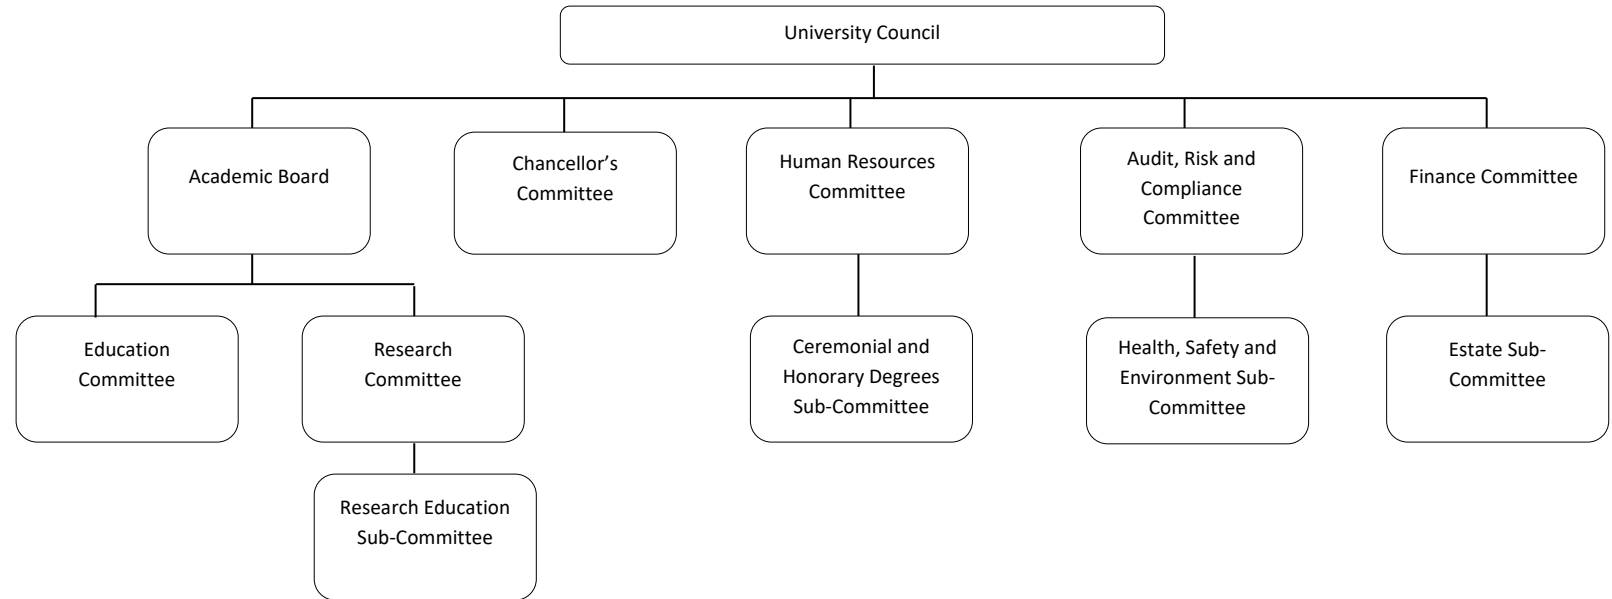 University Council
Academic Board
Chancellor’s
Committee
Human Resources
Committee
Audit, Risk and
Compliance
Committee
Finance Committee
Education
Committee
Research
Committee
Ceremonial and
Honorary Degrees
Sub-Committee
Health, Safety and
Environment Sub-
Committee
Estate Sub-
Committee
Research Education
Sub-Committee